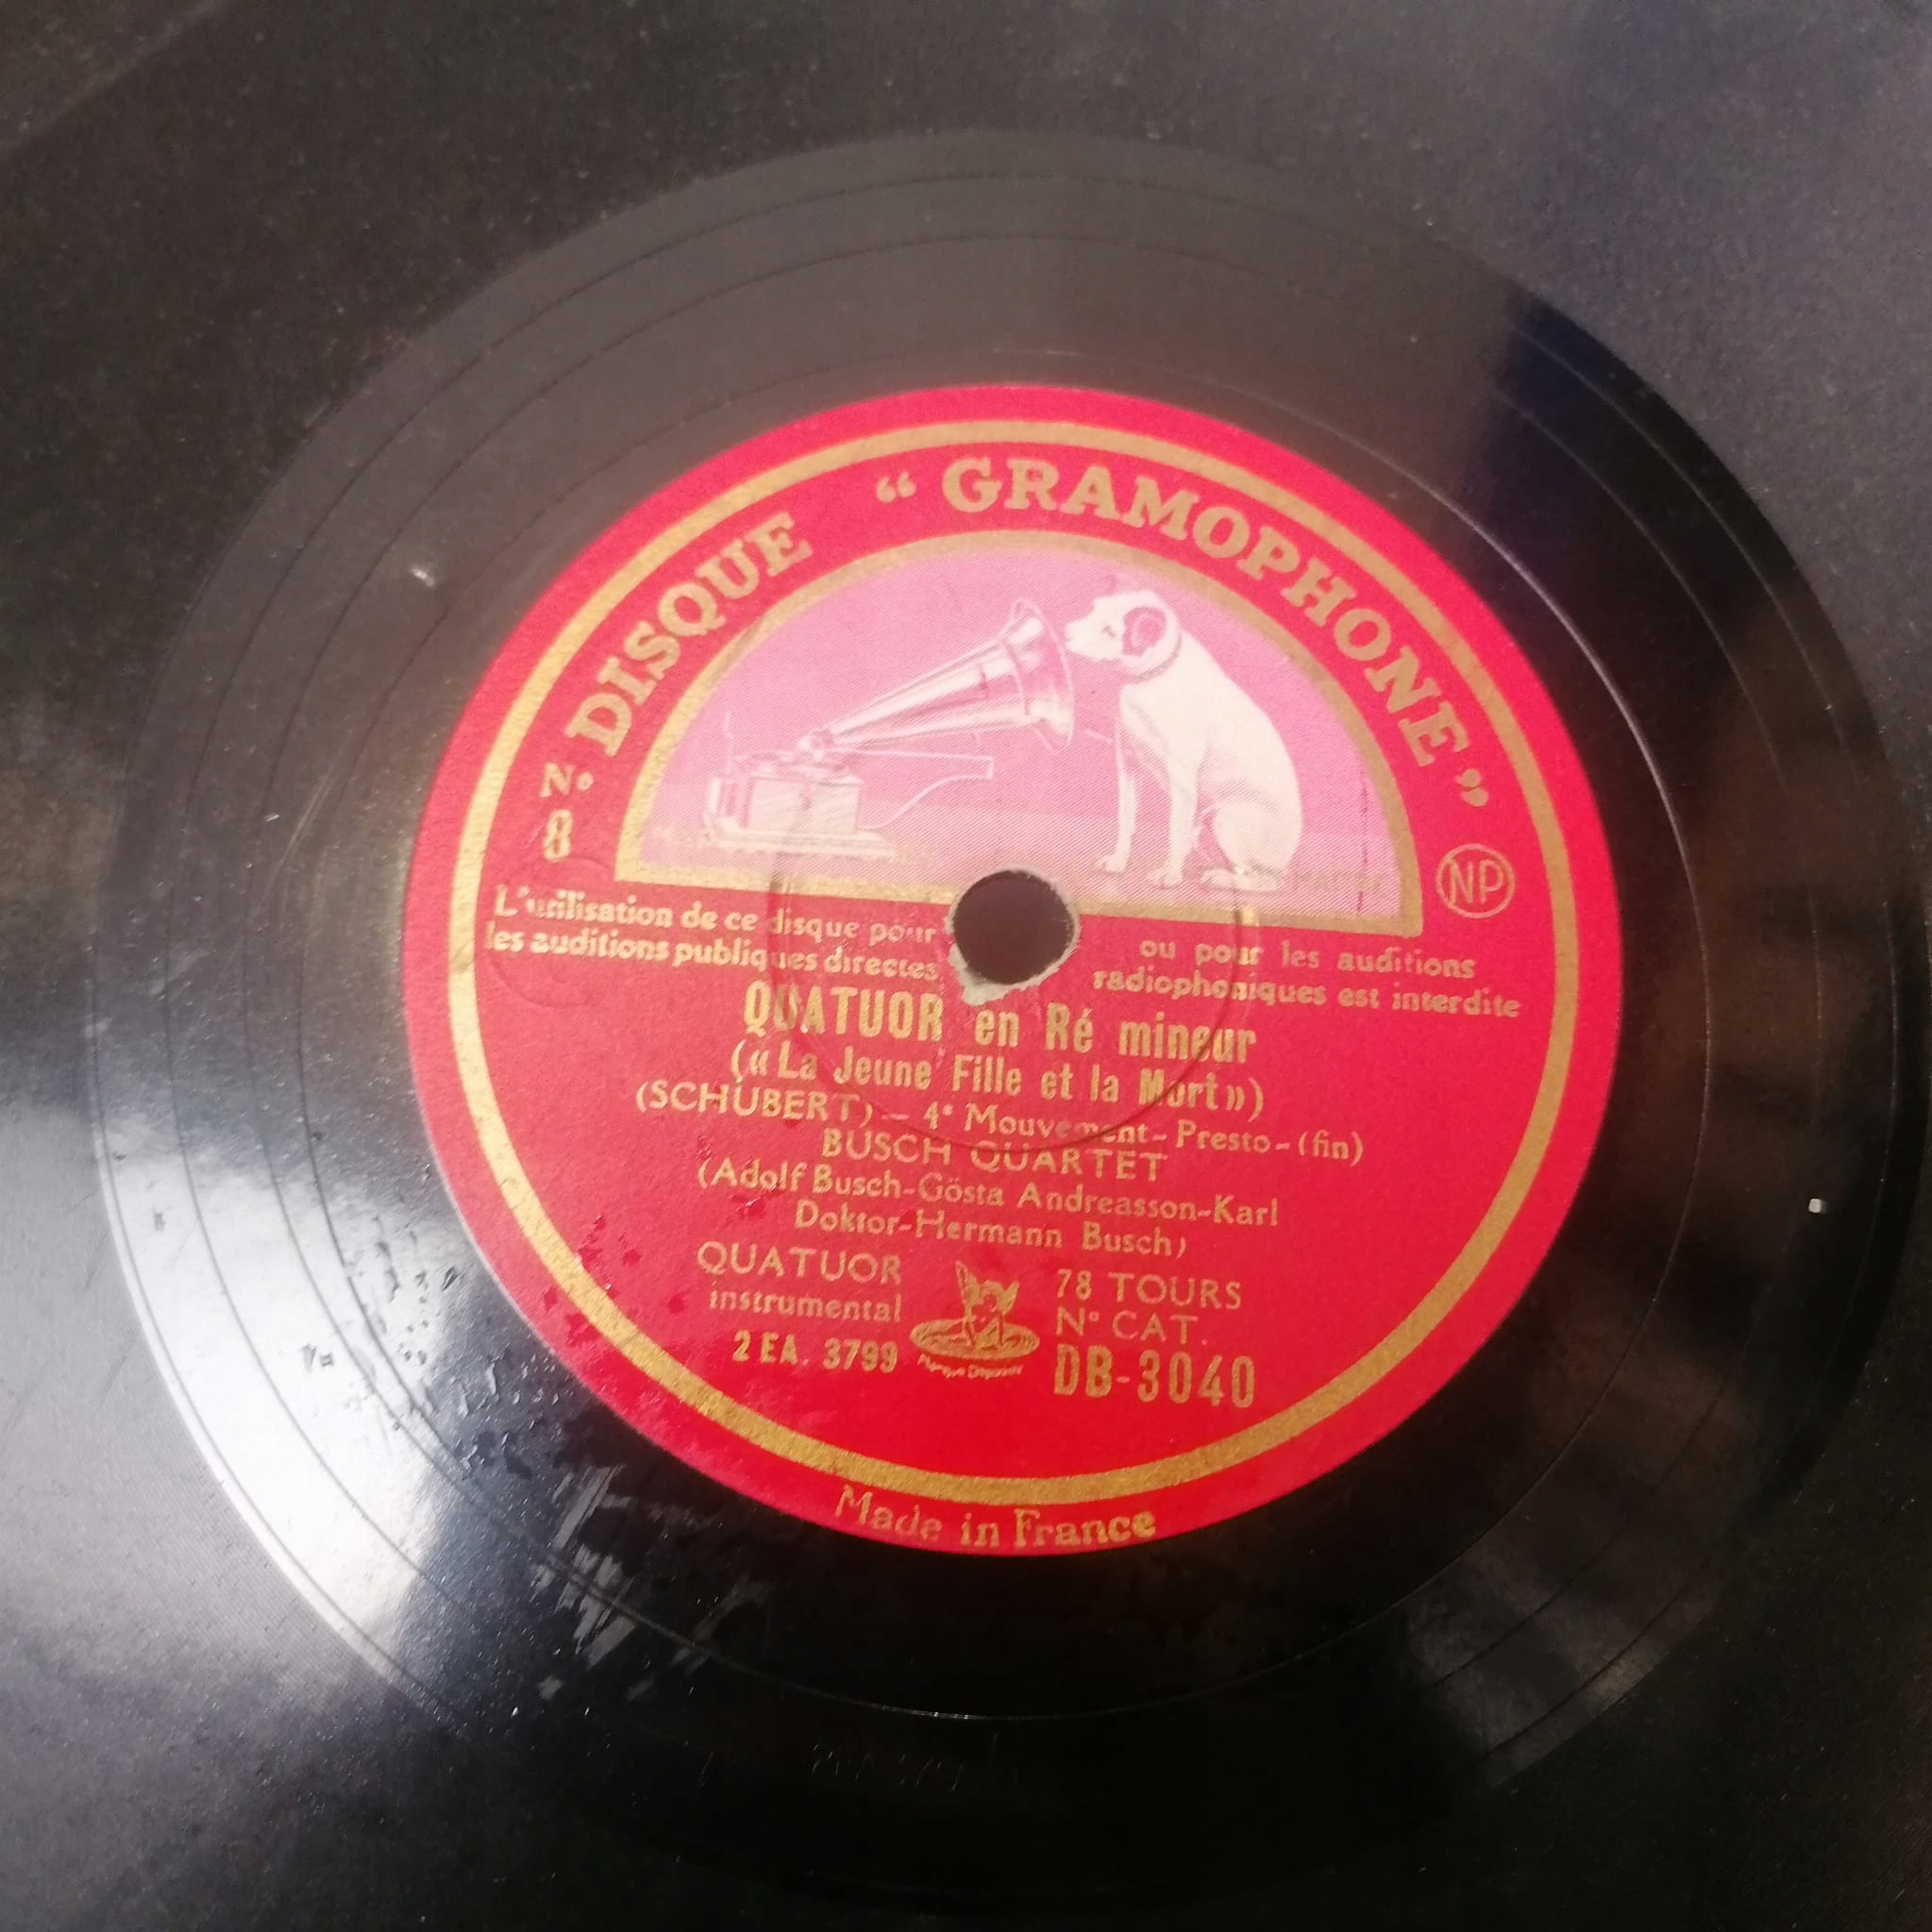 DISQUE “ GRAMOPHONE ”
No.
8
NP
L'utilisation de ce disque pour
les auditions publiques directes
ou pour les auditions
radiophoniques est interdite
QUATUOR en Ré mineur
(« La Jeune Fille et la Mort »)
(SCHUBERT) – 4e Mouvement - Presto - (fin)
BUSCH QUARTET
(Adolf Busch-Gösta Andreasson-Karl
Doktor-Hermann Busch)
QUATUOR
instrumental
2 EA. 3799
78 TOURS
No CAT.
DB-3040
Made in France